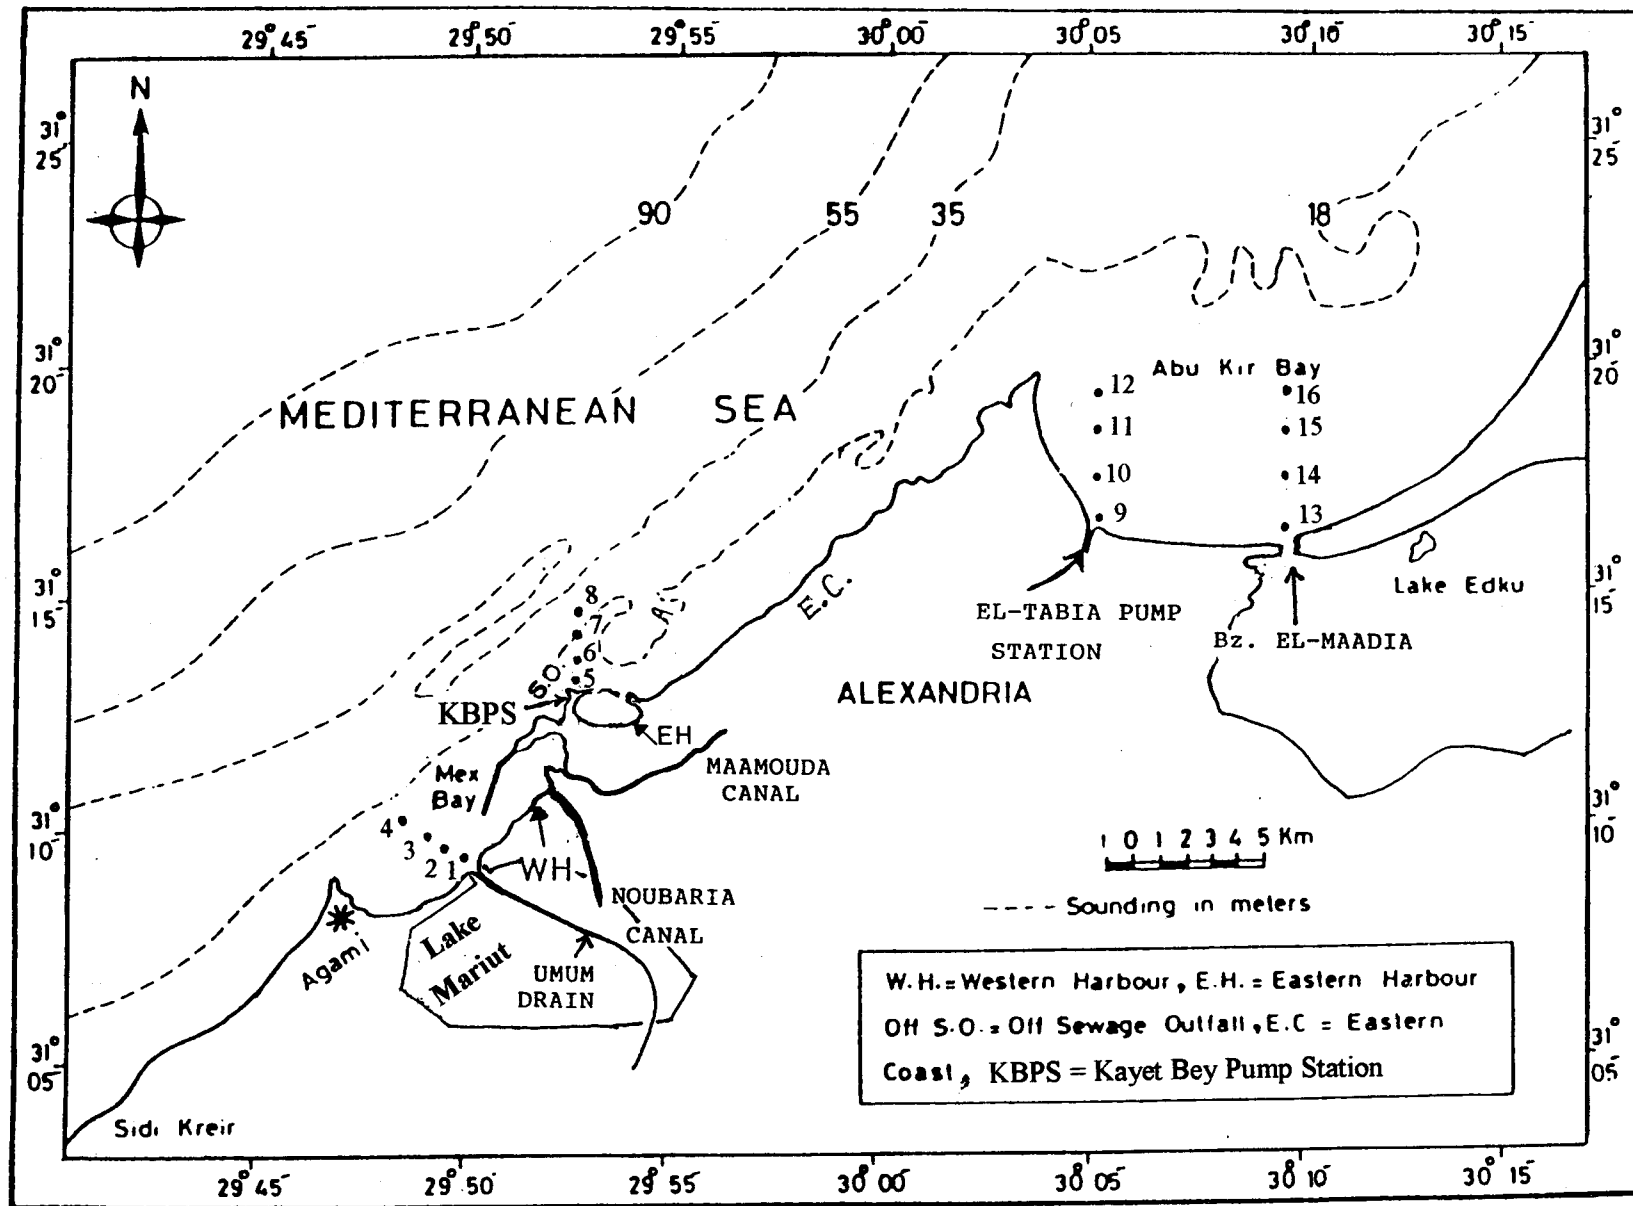 29° 45' 29° 50' 29° 55' 30° 00' 30° 05' 30° 10' 30° 15'
N
31° 25'
31° 25'
90 55 35 18
31° 20'
31° 20'
Abu Kir Bay
MEDITERRANEAN SEA
12 16
11 15
10 14
9 13
31° 15'
31° 15'
8
7
6
5
S.O.
E.C.
A
Lake Edku
EL-TABIA PUMP
STATION
Bz. EL-MAADIA
ALEXANDRIA
KBPS
EH
MAAMOUDA
CANAL
Mex
Bay
31° 10'
31° 10'
4
3
2
1
WH
1 0 1 2 3 4 5 Km
NOUBARIA
CANAL
---- Sounding in meters
Agami
Lake
Mariut
UMUM
DRAIN
W.H.=Western Harbour, E.H.= Eastern Harbour
Off S.O.= Off Sewage Outfall, E.C = Eastern
Coast, KBPS = Kayet Bey Pump Station
31° 05'
31° 05'
Sidi Kreir
29° 45' 29° 50' 29° 55' 30° 00' 30° 05' 30° 10' 30° 15'